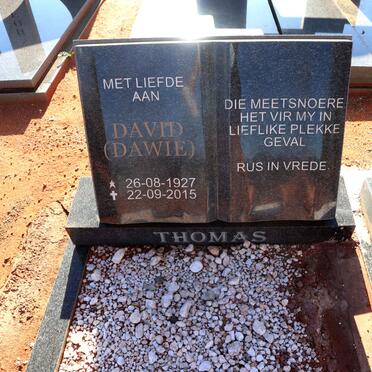 MET LIEFDE
AAN
DAVID
(DAWIE)
26-08-1927
22-09-2015
DIE MEETSNOERE
HET VIR MY IN
LIEFLIKE PLEKKE
GEVAL
RUS IN VREDE
THOMAS